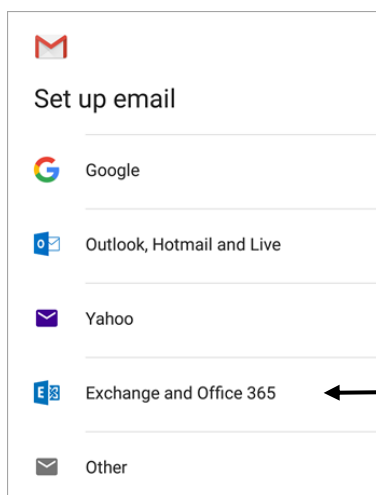 Set up email
Google
Outlook, Hotmail and Live
Yahoo
Exchange and Office 365
Other